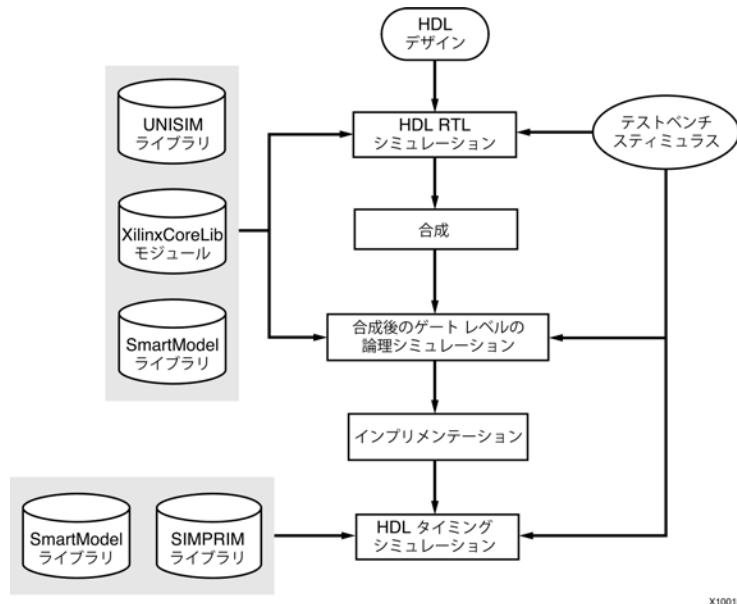 HDL
デザイン
UNISIM
ライブラリ
HDL RTL
シミュレーション
テストベンチ
スティミュラス
XilinxCoreLib
モジュール
合成
SmartModel
ライブラリ
合成後のゲート レベルの
論理シミュレーション
インプリメンテーション
SmartModel
ライブラリ
SIMPRIM
ライブラリ
HDL タイミング
シミュレーション
X1001